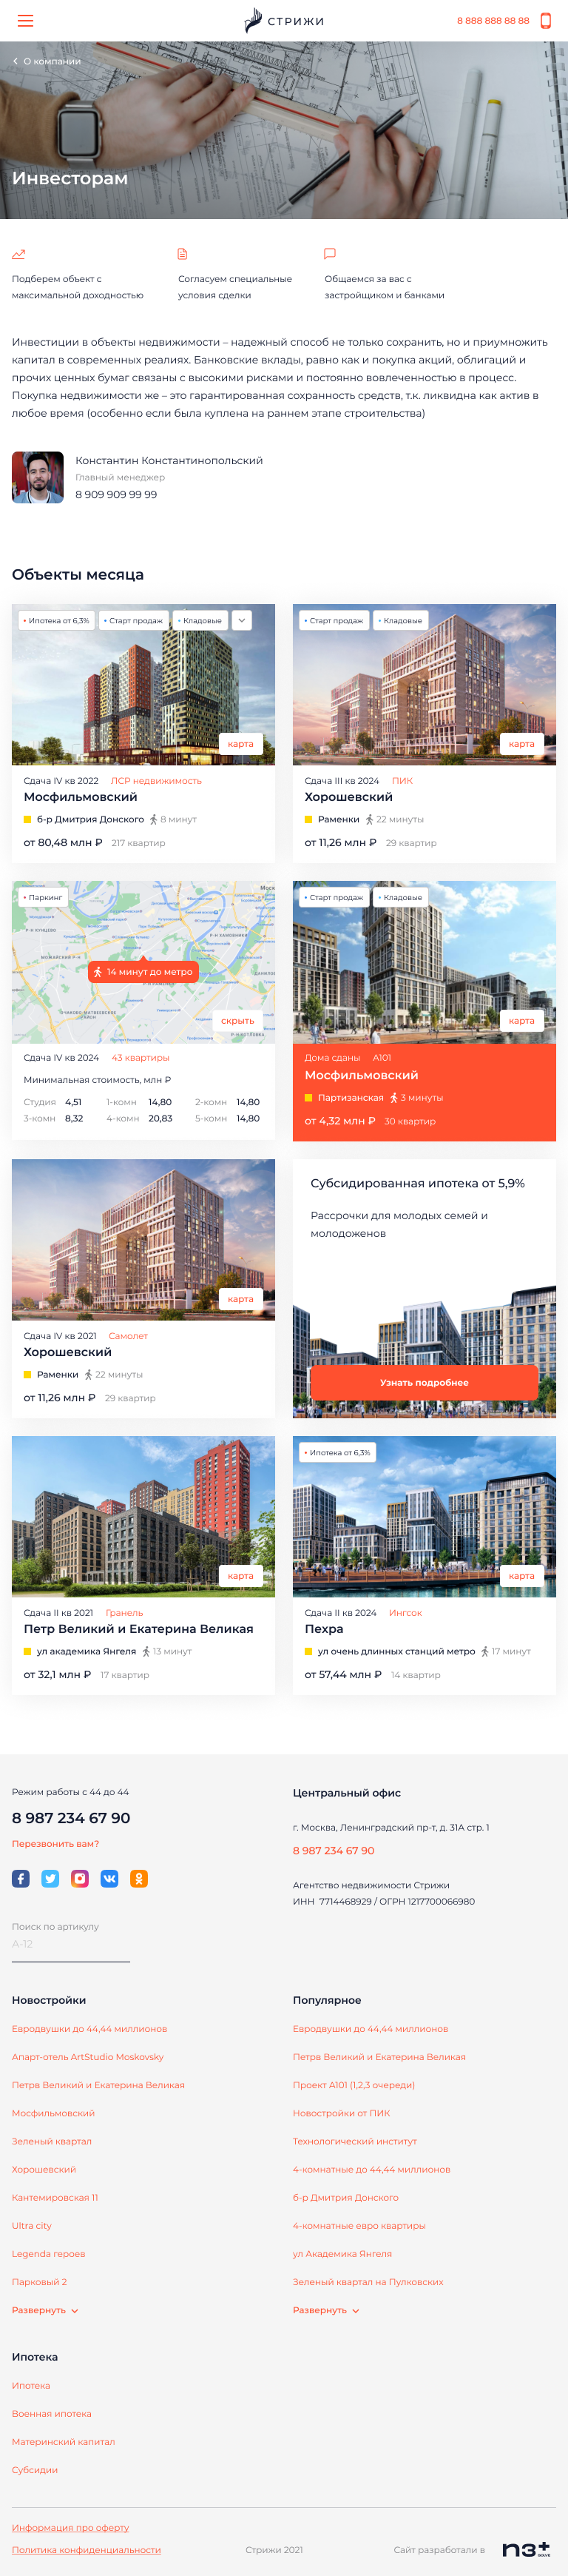 СТРИЖИ
8 888 888 88 88
О компании
Инвесторам
Подберем объект с
максимальной доходностью
Согласуем специальные
условия сделки
Общаемся за вас с
застройщиком и банками
Инвестиции в объекты недвижимости – надежный способ не только сохранить, но и приумножить
капитал в современных реалиях. Банковские вклады, равно как и покупка акций, облигаций и
прочих ценных бумаг связаны с высокими рисками и постоянно вовлеченностью в процесс.
Покупка недвижимости же – это гарантированная сохранность средств, т.к. ликвидна как актив в
любое время (особенно если была куплена на раннем этапе строительства)
Константин Константинопольский
Главный менеджер
8 909 909 99 99
Объекты месяца
Ипотека от 6,3%
Старт продаж
Кладовые
карта
Сдача IV кв 2022
ЛСР недвижимость
Мосфильмовский
б-р Дмитрия Донского
8 минут
от 80,48 млн ₽
217 квартир
Старт продаж
Кладовые
карта
Сдача III кв 2024
ПИК
Хорошевский
Раменки
22 минуты
от 11,26 млн ₽
29 квартир
Паркинг
14 минут до метро
скрыть
Сдача IV кв 2024
43 квартиры
Минимальная стоимость, млн ₽
Студия 4,51 1-комн 14,80 2-комн 14,80
3-комн 8,32 4-комн 20,83 5-комн 14,80
Старт продаж
Кладовые
карта
Дома сданы
А101
Мосфильмовский
Партизанская
3 минуты
от 4,32 млн ₽
30 квартир
карта
Сдача IV кв 2021
Самолет
Хорошевский
Раменки
22 минуты
от 11,26 млн ₽
29 квартир
Субсидированная ипотека от 5,9%
Рассрочки для молодых семей и
молодоженов
Узнать подробнее
карта
Сдача II кв 2021
Гранель
Петр Великий и Екатерина Великая
ул академика Янгеля
13 минут
от 32,1 млн ₽
17 квартир
Ипотека от 6,3%
карта
Сдача II кв 2024
Ингсок
Пехра
ул очень длинных станций метро
17 минут
от 57,44 млн ₽
14 квартир
Режим работы с 44 до 44
8 987 234 67 90
Перезвонить вам?
Центральный офис
г. Москва, Ленинградский пр-т, д. 31А стр. 1
8 987 234 67 90
Агентство недвижимости Стрижи
ИНН 7714468929 / ОГРН 1217700066980
Поиск по артикулу
А-12
Новостройки
Евродвушки до 44,44 миллионов
Апарт-отель ArtStudio Moskovsky
Петрв Великий и Екатерина Великая
Мосфильмовский
Зеленый квартал
Хорошевский
Кантемировская 11
Ultra city
Legenda героев
Парковый 2
Развернуть
Популярное
Евродвушки до 44,44 миллионов
Петрв Великий и Екатерина Великая
Проект А101 (1,2,3 очереди)
Новостройки от ПИК
Технологический институт
4-комнатные до 44,44 миллионов
б-р Дмитрия Донского
4-комнатные евро квартиры
ул Академика Янгеля
Зеленый квартал на Пулковских
Развернуть
Ипотека
Ипотека
Военная ипотека
Материнский капитал
Субсидии
Информация про оферту
Политика конфиденциальности
Стрижи 2021
Сайт разработали в
n3+
SOLVE